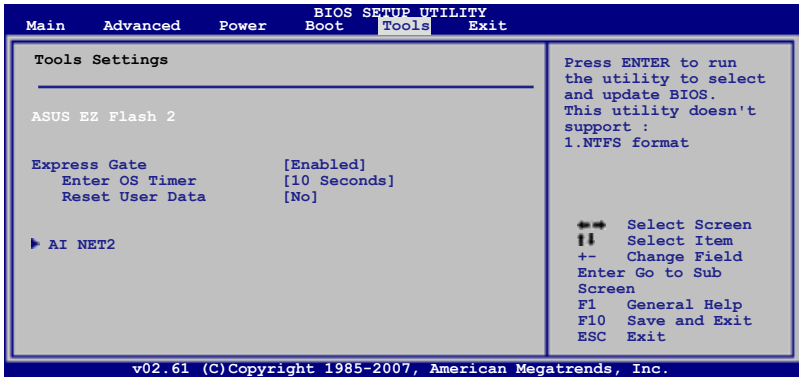 BIOS SETUP UTILITY
Main Advanced Power Boot Tools Exit
Tools Settings
ASUS EZ Flash 2
Express Gate [Enabled]
Enter OS Timer [10 Seconds]
Reset User Data [No]
AI NET2
Press ENTER to run
the utility to select
and update BIOS.
This utility doesn't
support :
1.NTFS format
Select Screen
Select Item
+- Change Field
Enter Go to Sub
Screen
F1 General Help
F10 Save and Exit
ESC Exit
v02.61 (C)Copyright 1985-2007, American Megatrends, Inc.